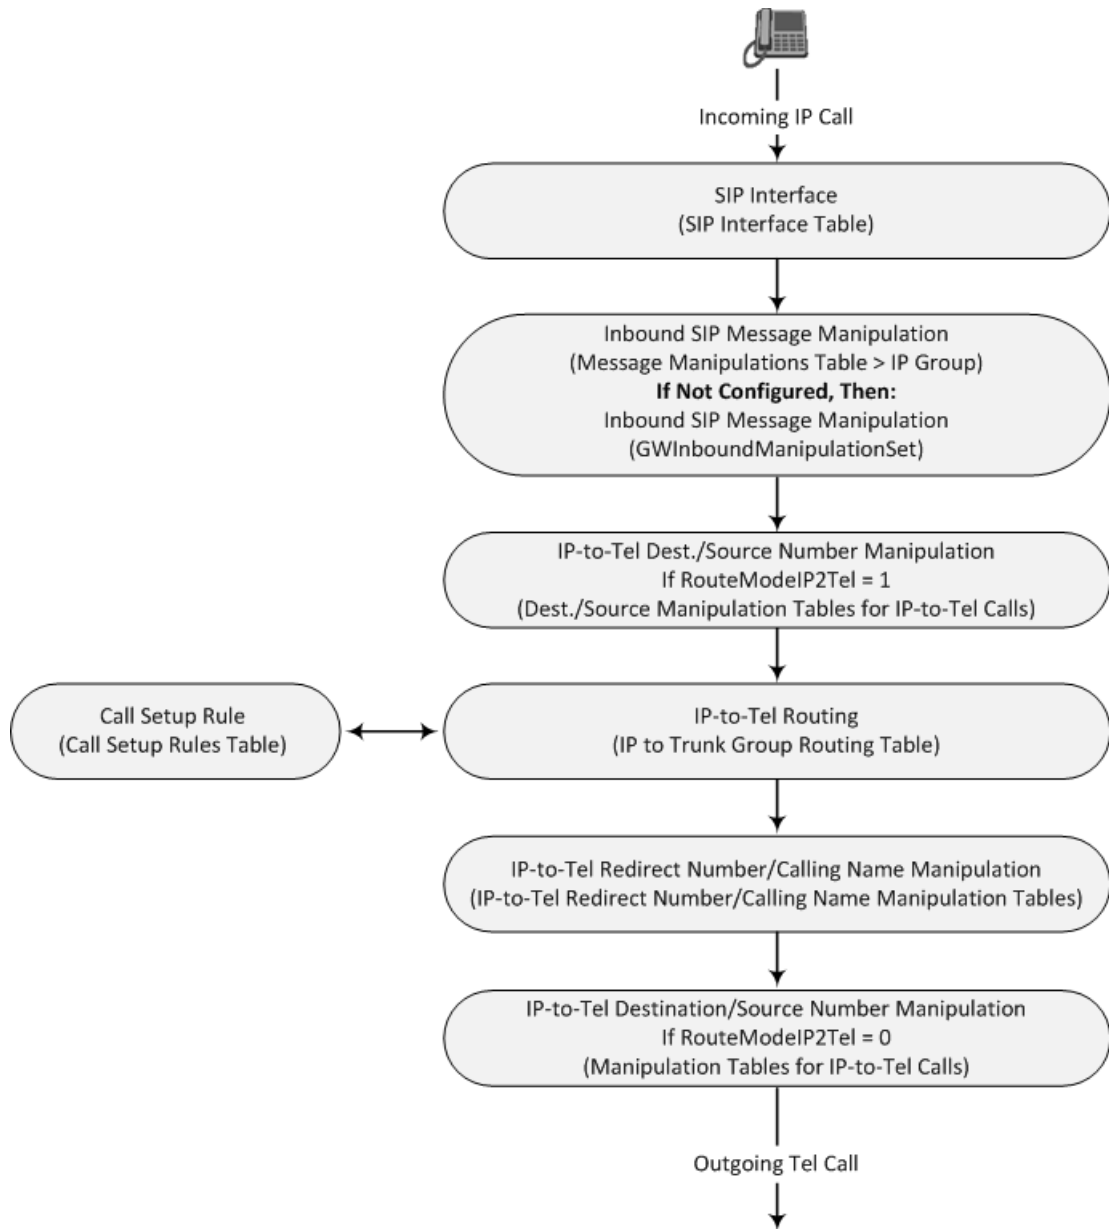 Incoming IP Call
SIP Interface
(SIP Interface Table)
Inbound SIP Message Manipulation
(Message Manipulations Table > IP Group)
If Not Configured, Then:
Inbound SIP Message Manipulation
(GWInboundManipulationSet)
IP-to-Tel Dest./Source Number Manipulation
If RouteModeIP2Tel = 1
(Dest./Source Manipulation Tables for IP-to-Tel Calls)
Call Setup Rule
(Call Setup Rules Table)
IP-to-Tel Routing
(IP to Trunk Group Routing Table)
IP-to-Tel Redirect Number/Calling Name Manipulation
(IP-to-Tel Redirect Number/Calling Name Manipulation Tables)
IP-to-Tel Destination/Source Number Manipulation
If RouteModeIP2Tel = 0
(Manipulation Tables for IP-to-Tel Calls)
Outgoing Tel Call